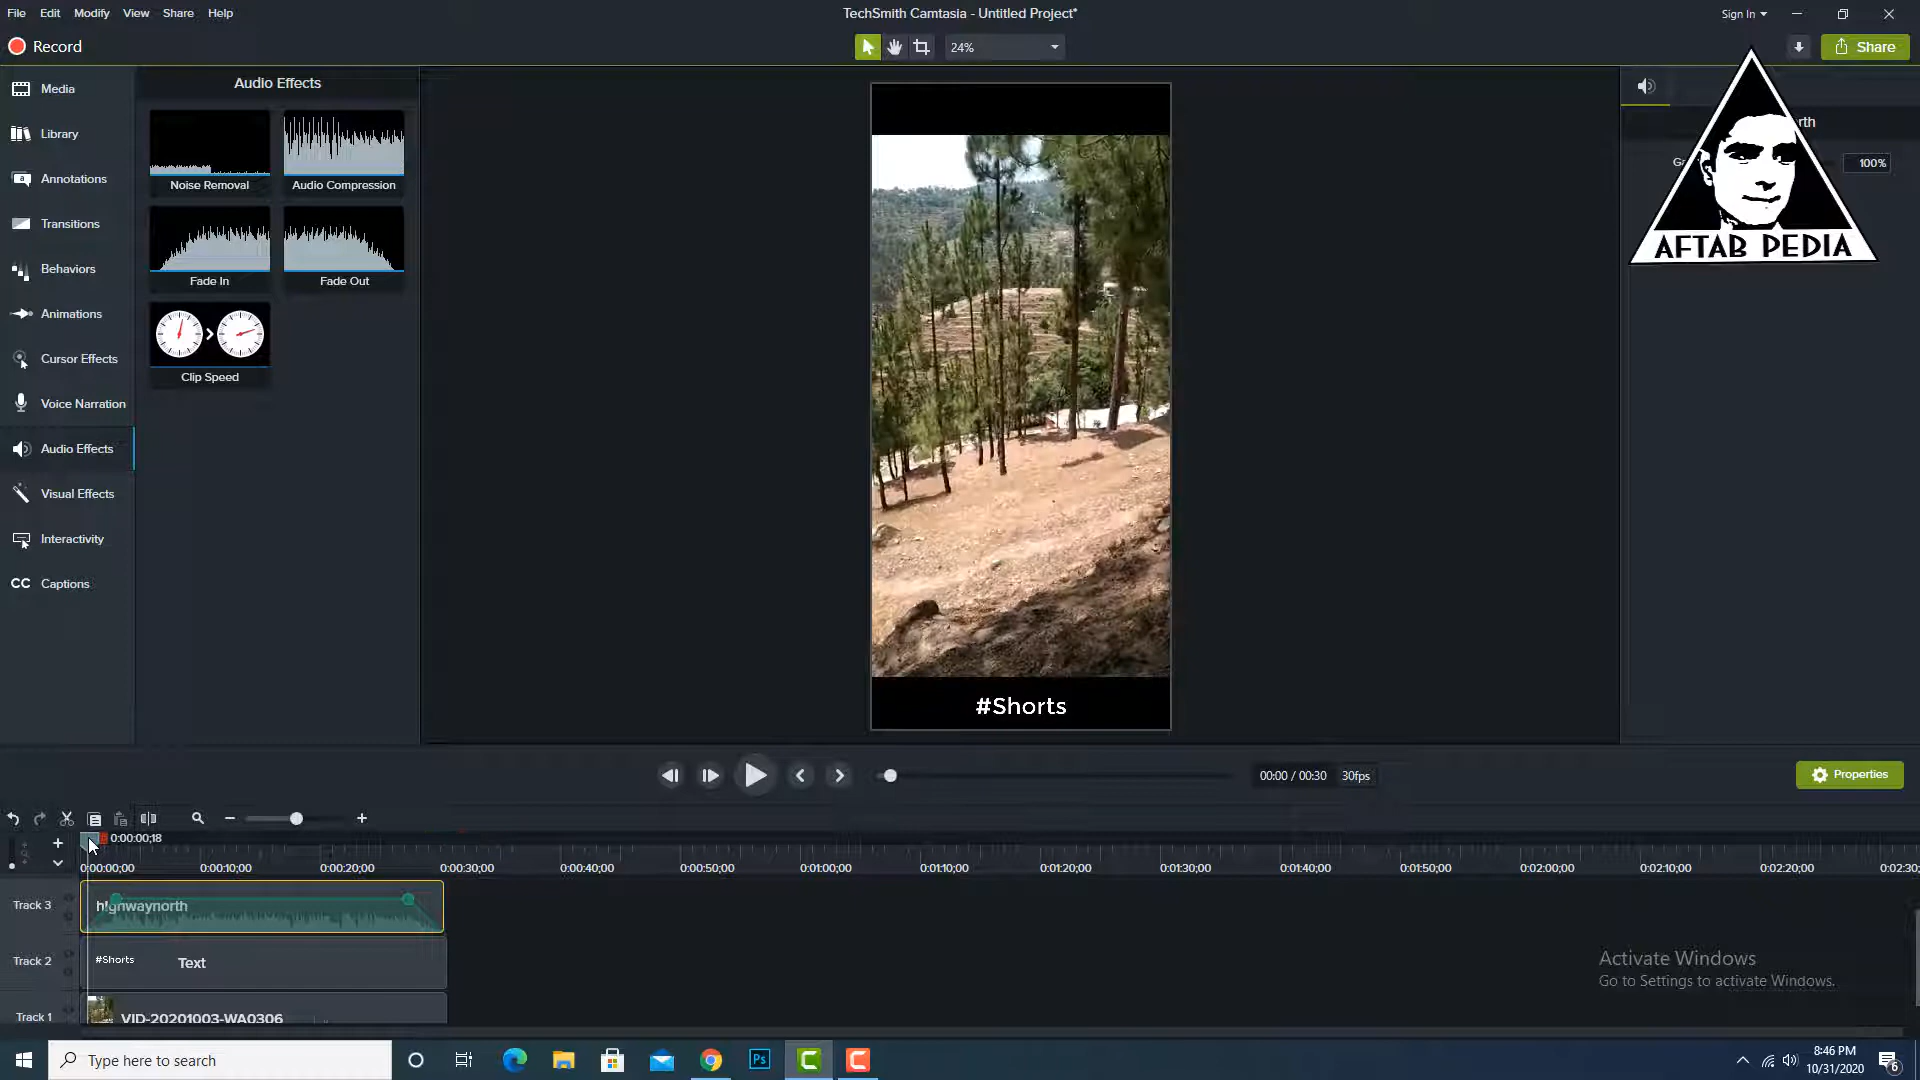 File Edit Modify View Share Help
TechSmith Camtasia - Untitled Project*
Sign In
Record
24%
Share
Media
Library
Annotations
Transitions
Behaviors
Animations
Cursor Effects
Voice Narration
Audio Effects
Visual Effects
Interactivity
CC Captions
Audio Effects
Noise Removal Audio Compression
Fade In Fade Out
Clip Speed
#Shorts
rth
100%
AFTAB PEDIA
00:00 / 00:30 30fps
Properties
0:00:00;18
0:00:00;00 0:00:10;00 0:00:20;00 0:00:30;00 0:00:40;00 0:00:50;00 0:01:00;00 0:01:10;00 0:01:20;00 0:01:30;00 0:01:40;00 0:01:50;00 0:02:00;00 0:02:10;00 0:02:20;00 0:02:30;
Track 3 highwaynorth
Track 2 #Shorts Text
Track 1 VID-20201003-WA0306
Activate Windows
Go to Settings to activate Windows.
Type here to search
Ps
8:46 PM
10/31/2020
6